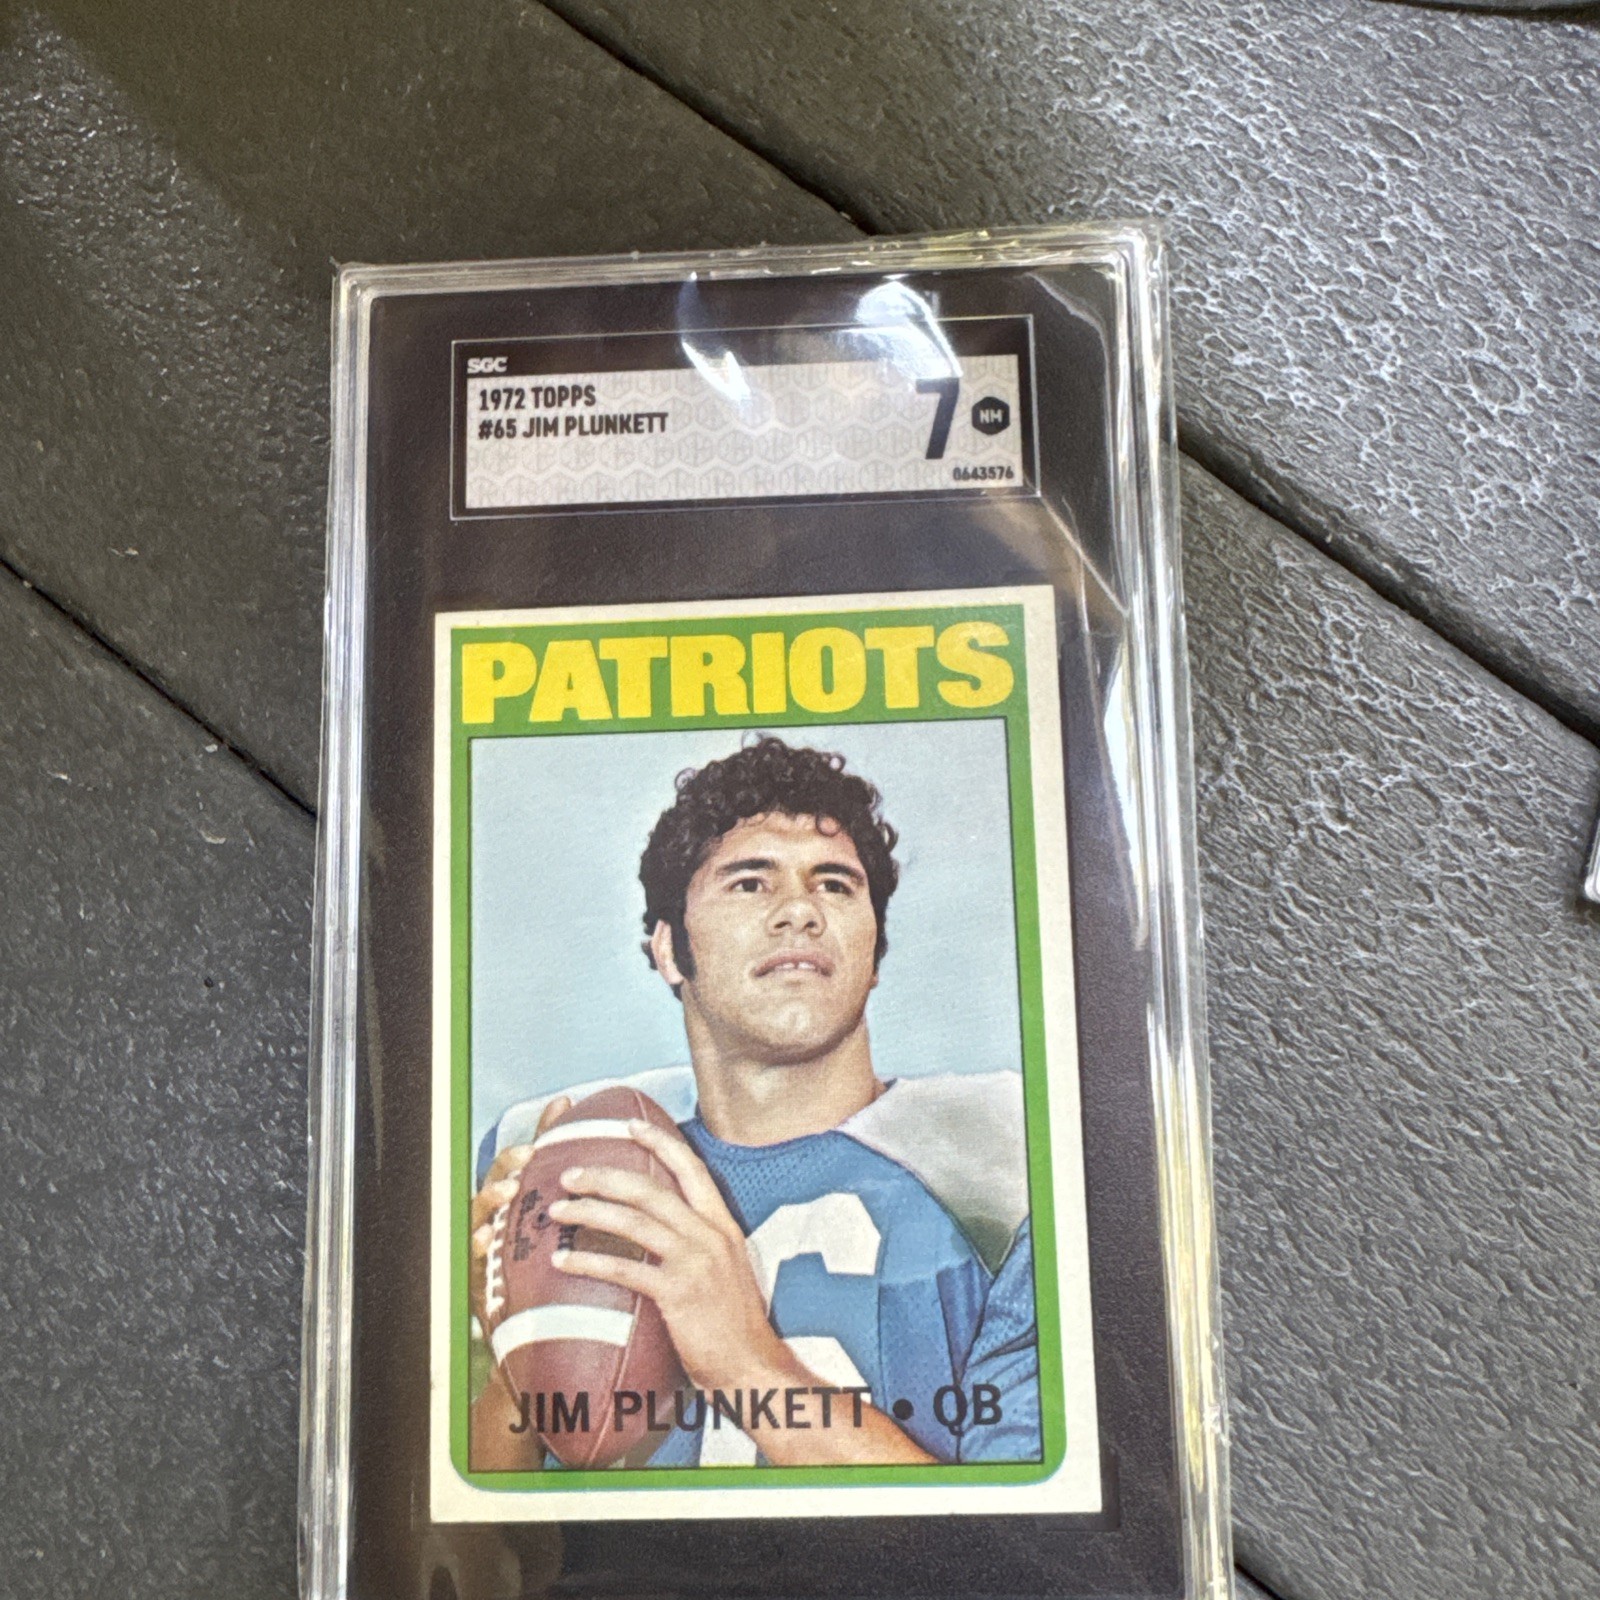 SGC
1972 TOPPS
#65 JIM PLUNKETT
7
NM
0643576
PATRIOTS
JIM PLUNKETT • QB